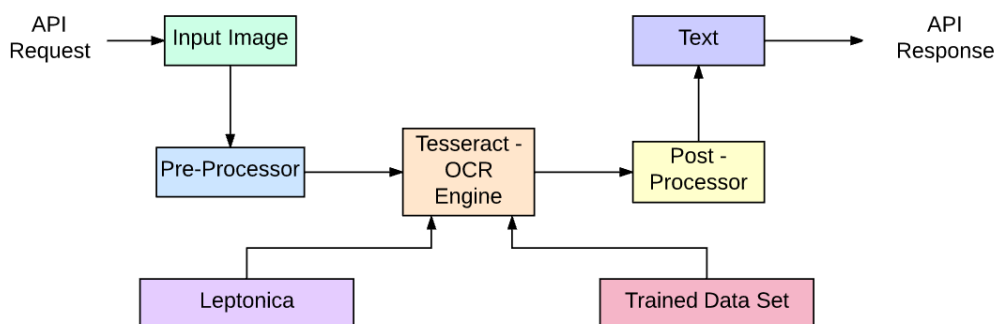 API
Request
Input Image
Text
API
Response
Pre-Processor
Tesseract -
OCR
Engine
Post -
Processor
Leptonica
Trained Data Set